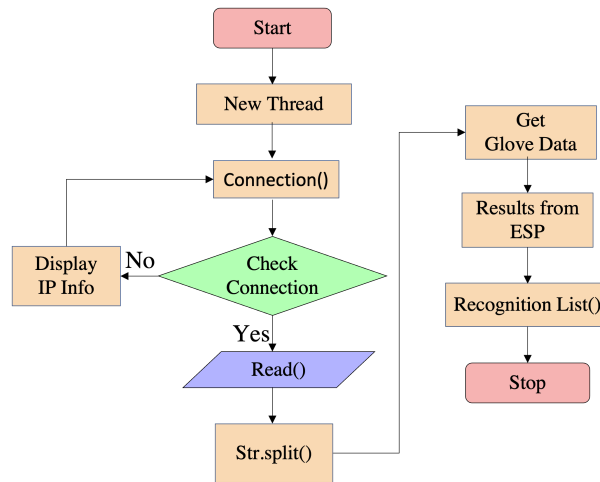 Start
New Thread
Connection()
Check
Connection
No
Display
IP Info
Yes
Read()
Str.split()
Get
Glove Data
Results from
ESP
Recognition List()
Stop